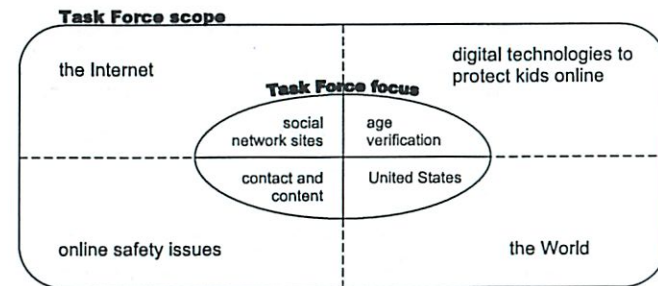 Task Force scope
the Internet
digital technologies to
protect kids online
Task Force focus
social
network sites
age
verification
contact and
content
United States
online safety issues
the World